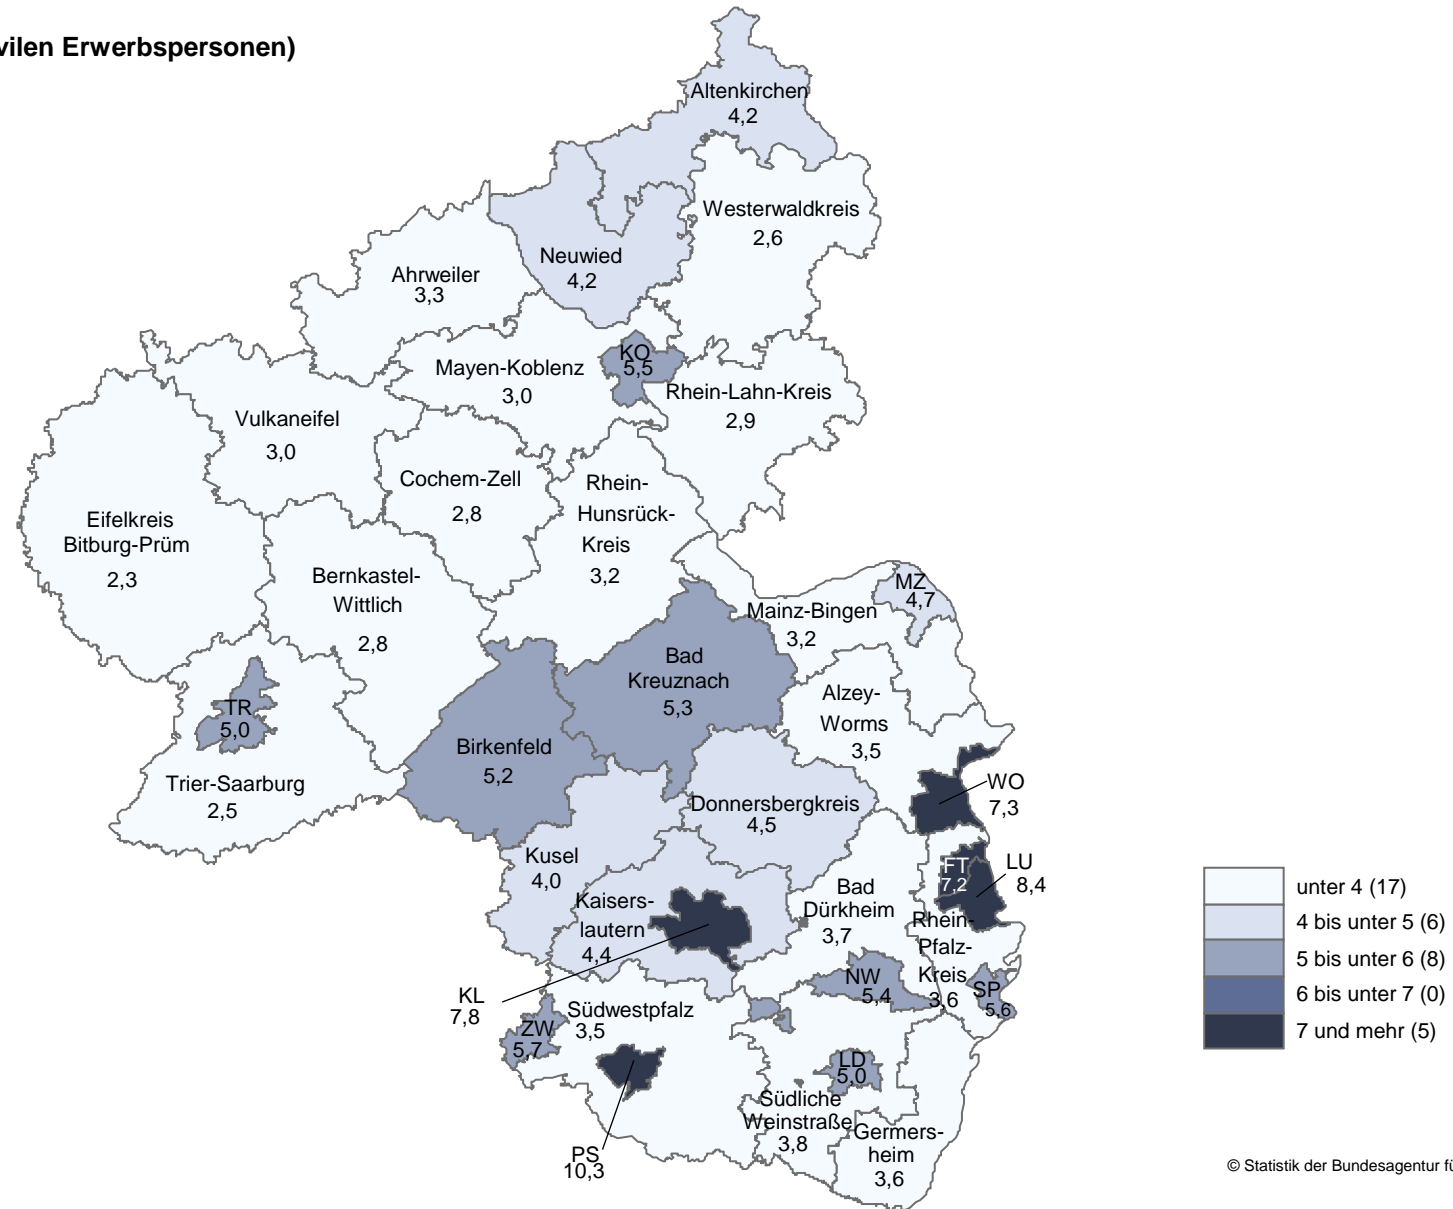 vilen Erwerbspersonen)
Altenkirchen
4,2
Westerwaldkreis
2,6
Neuwied
4,2
Ahrweiler
3,3
KO
5,5
Mayen-Koblenz
3,0
Rhein-Lahn-Kreis
2,9
Vulkaneifel
3,0
Cochem-Zell
2,8
Rhein-
Hunsrück-
Kreis
3,2
Eifelkreis
Bitburg-Prüm
2,3
Bernkastel-
Wittlich
2,8
MZ
4,7
Mainz-Bingen
3,2
Bad
Kreuznach
5,3
Alzey-
Worms
3,5
TR
5,0
Birkenfeld
5,2
Trier-Saarburg
2,5
WO
7,3
Donnersbergkreis
4,5
Kusel
4,0
FT
7,2
LU
8,4
Kaisers-
lautern
4,4
Bad
Dürkheim
3,7
Rhein-
Pfalz-
Kreis
3,6
NW
5,4
SP
5,6
KL
7,8
Südwestpfalz
3,5
ZW
5,7
LD
5,0
Südliche
Weinstraße
3,8
Germers-
heim
3,6
PS
10,3
unter 4 (17)
4 bis unter 5 (6)
5 bis unter 6 (8)
6 bis unter 7 (0)
7 und mehr (5)
© Statistik der Bundesagentur fü